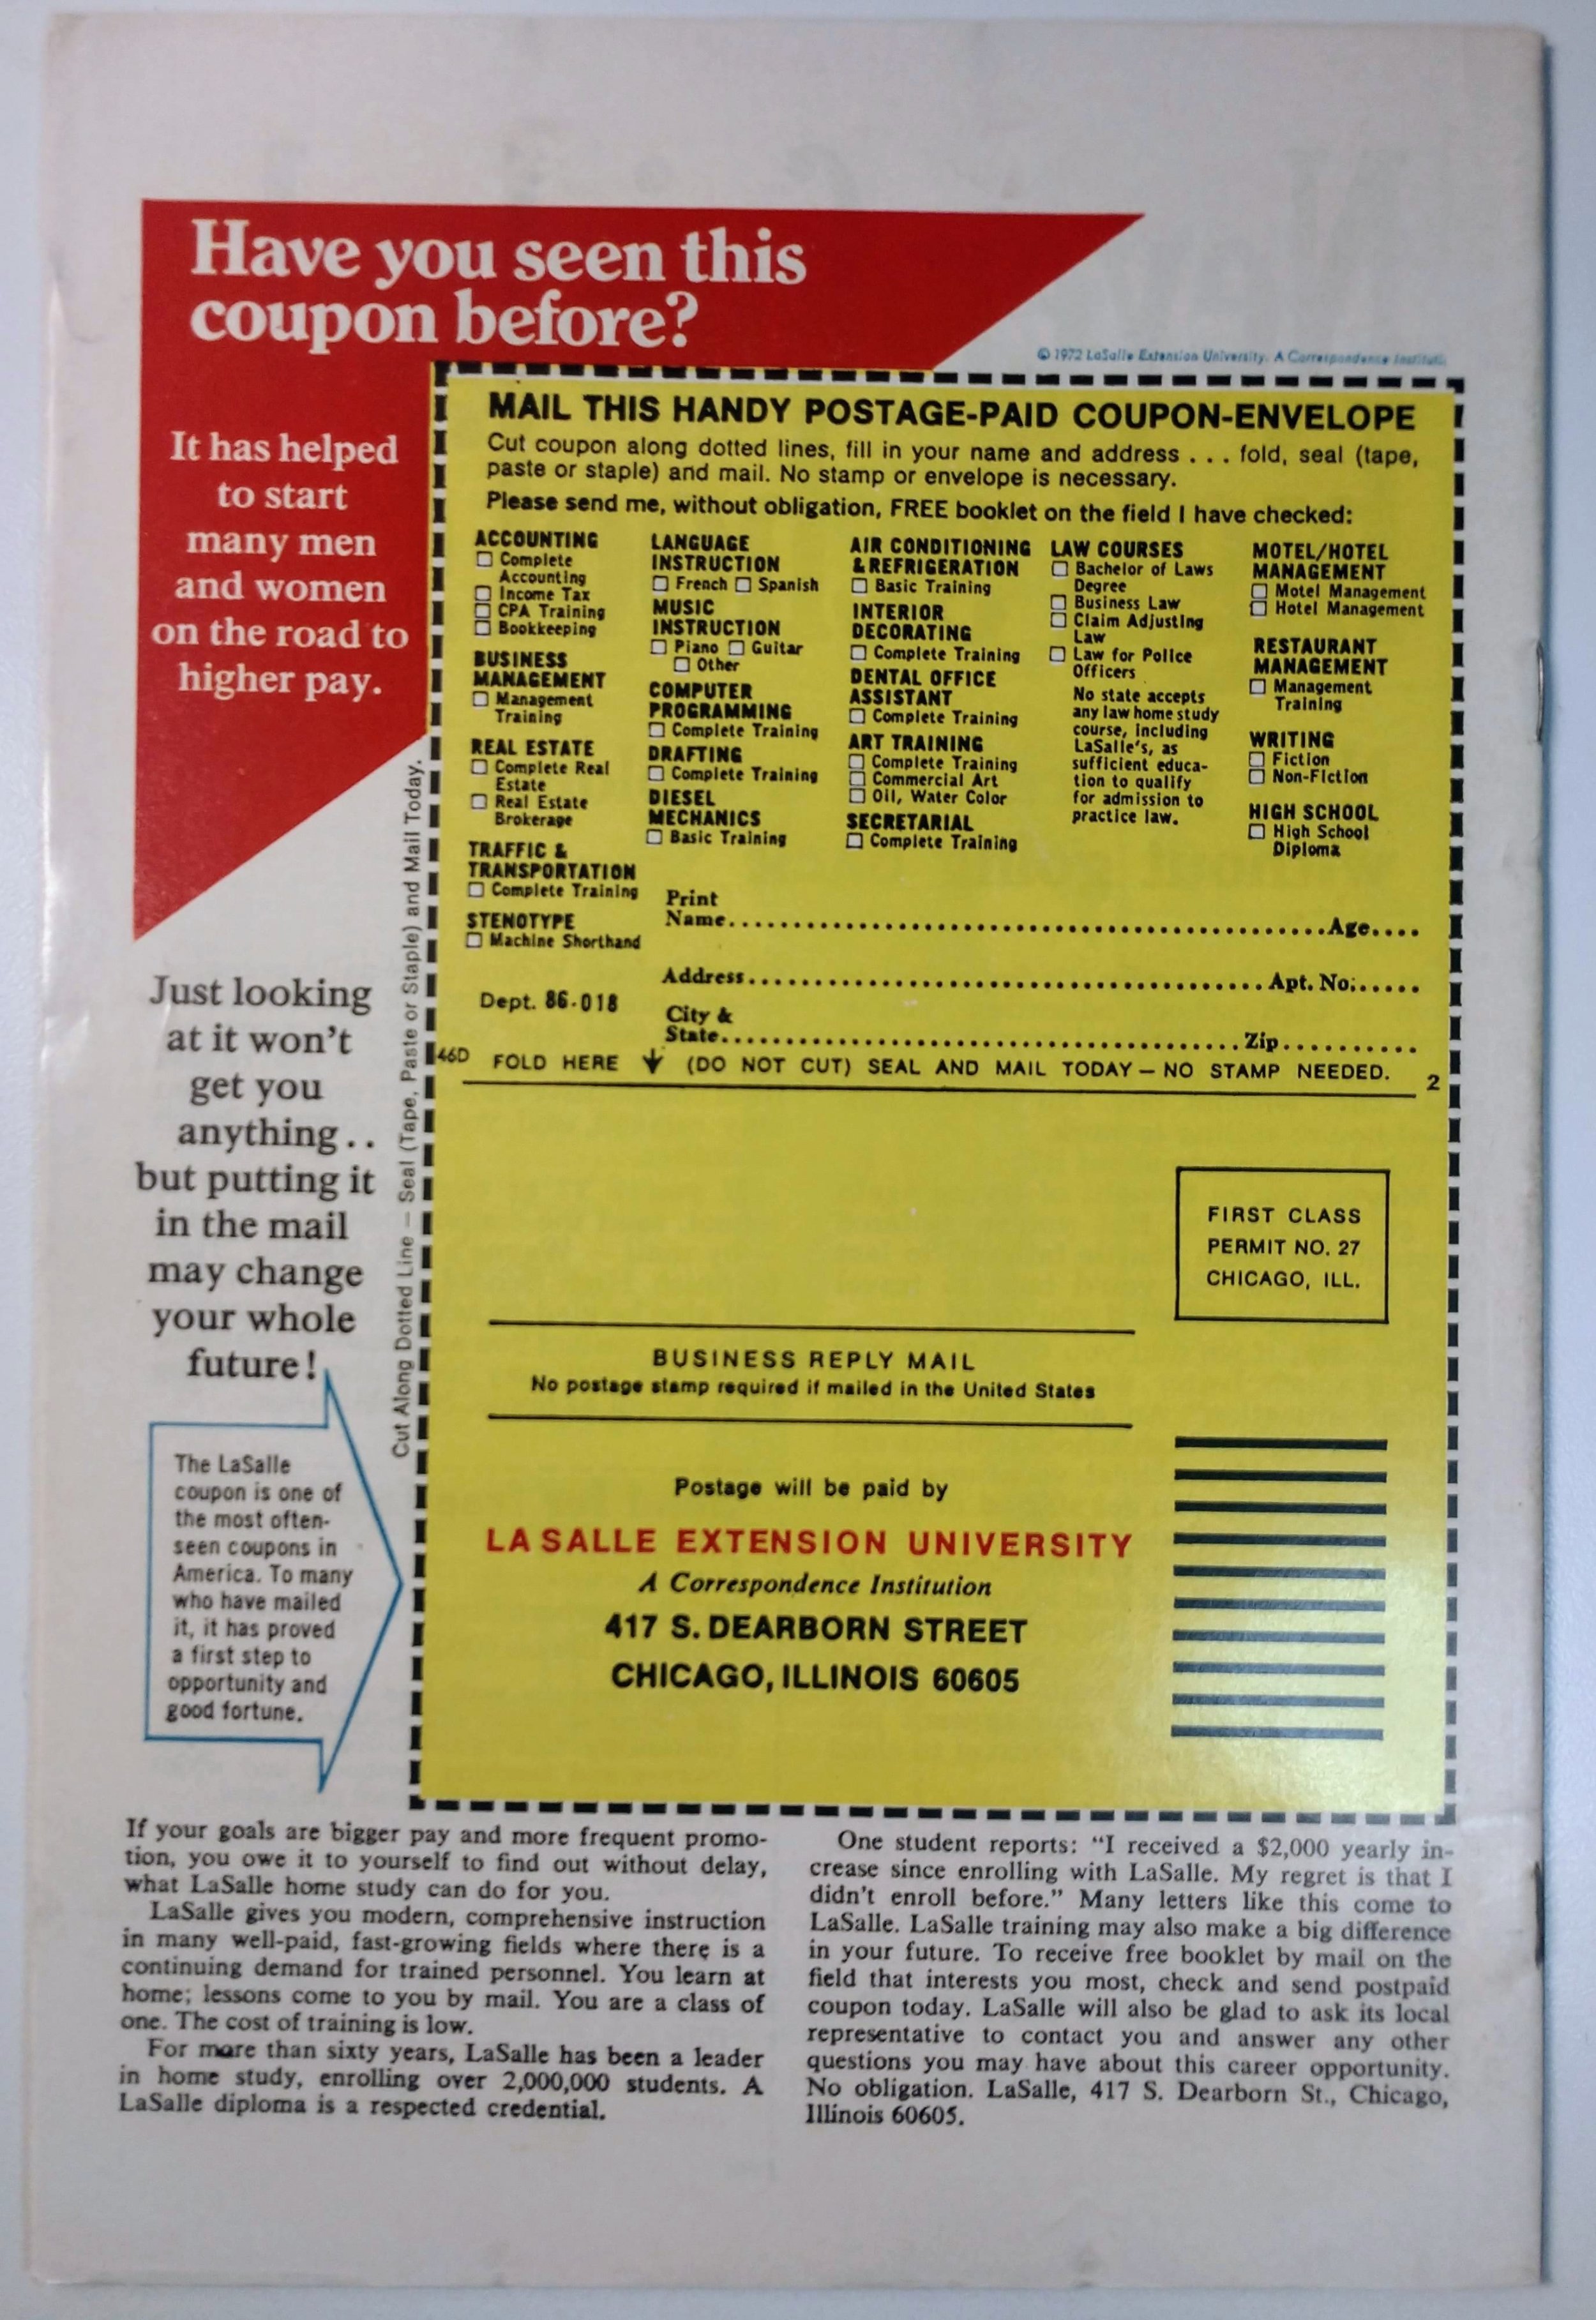 Have you seen this
coupon before?
© 1972 LaSalle Extension University. A Correspondence Instituti
It has helped
to start
many men
and women
on the road to
higher pay.
Just looking
at it won't
get you
anything..
but putting it
in the mail
may change
your whole
future!
The LaSalle
coupon is one of
the most often-
seen coupons in
America. To many
who have mailed
it, it has proved
a first step to
opportunity and
good fortune.
Cut Along Dotted Line — Seal (Tape, Paste or Staple) and Mail Today.
MAIL THIS HANDY POSTAGE-PAID COUPON-ENVELOPE
Cut coupon along dotted lines, fill in your name and address . . . fold, seal (tape,
paste or staple) and mail. No stamp or envelope is necessary.
Please send me, without obligation, FREE booklet on the field I have checked:
ACCOUNTING
☐ Complete
Accounting
☐ Income Tax
☐ CPA Training
☐ Bookkeeping
BUSINESS
MANAGEMENT
☐ Management
Training
REAL ESTATE
☐ Complete Real
Estate
☐ Real Estate
Brokerage
TRAFFIC &
TRANSPORTATION
☐ Complete Training
STENOTYPE
☐ Machine Shorthand
LANGUAGE
INSTRUCTION
☐ French ☐ Spanish
MUSIC
INSTRUCTION
☐ Piano ☐ Guitar
☐ Other
COMPUTER
PROGRAMMING
☐ Complete Training
DRAFTING
☐ Complete Training
DIESEL
MECHANICS
☐ Basic Training
AIR CONDITIONING
& REFRIGERATION
☐ Basic Training
INTERIOR
DECORATING
☐ Complete Training
DENTAL OFFICE
ASSISTANT
☐ Complete Training
ART TRAINING
☐ Complete Training
☐ Commercial Art
☐ Oil, Water Color
SECRETARIAL
☐ Complete Training
LAW COURSES
☐ Bachelor of Laws
Degree
☐ Business Law
☐ Claim Adjusting
Law
☐ Law for Police
Officers
No state accepts
any law home study
course, including
LaSalle's, as
sufficient educa-
tion to qualify
for admission to
practice law.
MOTEL/HOTEL
MANAGEMENT
☐ Motel Management
☐ Hotel Management
RESTAURANT
MANAGEMENT
☐ Management
Training
WRITING
☐ Fiction
☐ Non-Fiction
HIGH SCHOOL
☐ High School
Diploma
Print
Name.............................................Age....
Address.......................................Apt. No:......
Dept. 86-018
City &
State........................................Zip..........
46D FOLD HERE ↓ (DO NOT CUT) SEAL AND MAIL TODAY — NO STAMP NEEDED. 2
FIRST CLASS
PERMIT NO. 27
CHICAGO, ILL.
BUSINESS REPLY MAIL
No postage stamp required if mailed in the United States
Postage will be paid by
LA SALLE EXTENSION UNIVERSITY
A Correspondence Institution
417 S. DEARBORN STREET
CHICAGO, ILLINOIS 60605
If your goals are bigger pay and more frequent promo-
tion, you owe it to yourself to find out without delay,
what LaSalle home study can do for you.
LaSalle gives you modern, comprehensive instruction
in many well-paid, fast-growing fields where there is a
continuing demand for trained personnel. You learn at
home; lessons come to you by mail. You are a class of
one. The cost of training is low.
For more than sixty years, LaSalle has been a leader
in home study, enrolling over 2,000,000 students. A
LaSalle diploma is a respected credential.
One student reports: "I received a $2,000 yearly in-
crease since enrolling with LaSalle. My regret is that I
didn't enroll before." Many letters like this come to
LaSalle. LaSalle training may also make a big difference
in your future. To receive free booklet by mail on the
field that interests you most, check and send postpaid
coupon today. LaSalle will also be glad to ask its local
representative to contact you and answer any other
questions you may have about this career opportunity.
No obligation. LaSalle, 417 S. Dearborn St., Chicago,
Illinois 60605.